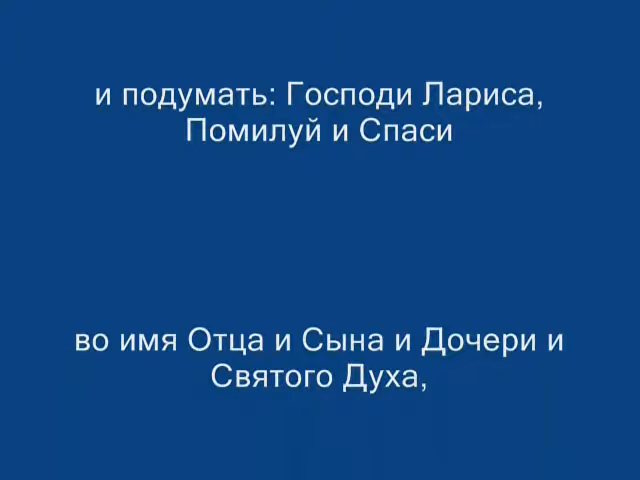 и подумать: Господи Лариса,
Помилуй и Спаси
во имя Отца и Сына и Дочери и
Святого Духа,